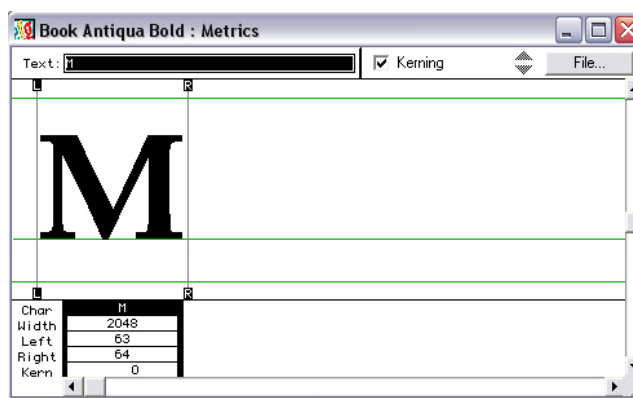 Book Antiqua Bold : Metrics
Text: M
Kerning
File...
L R
M
L R
Char M
Width 2048
Left 63
Right 64
Kern 0